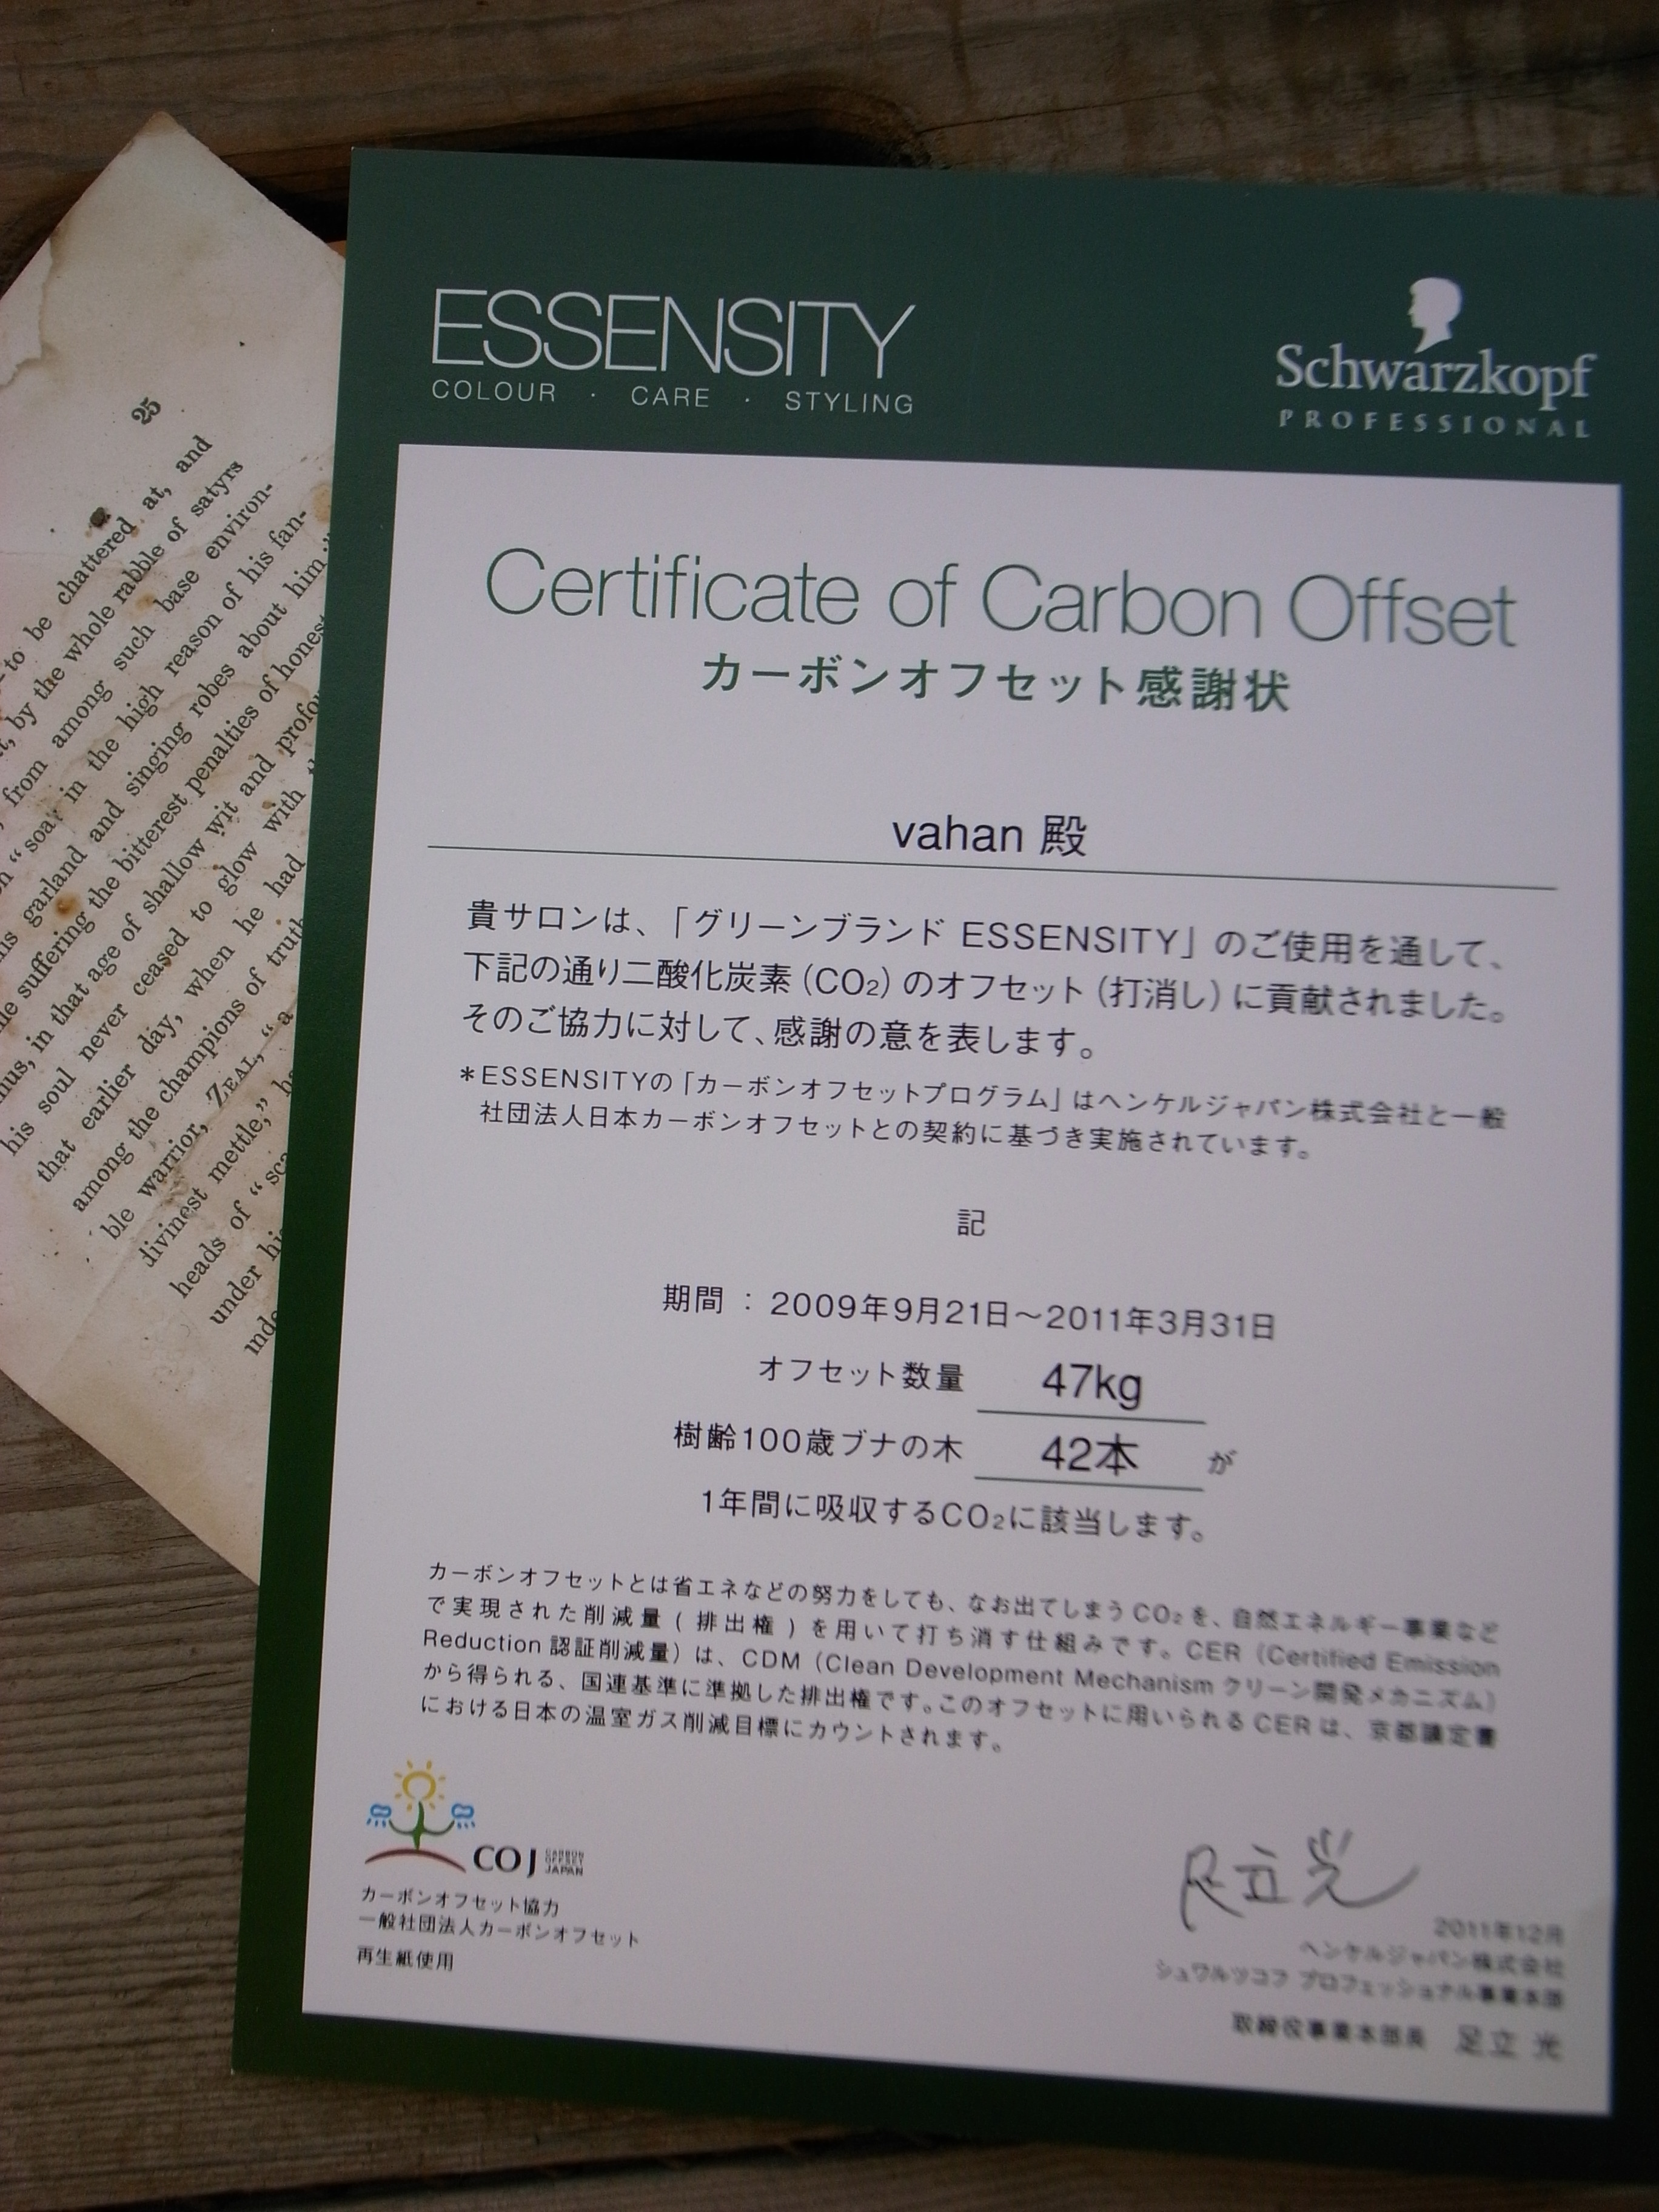 ESSENSITY
COLOUR · CARE · STYLING
Schwarzkopf
PROFESSIONAL
Certificate of Carbon Offset
カーボンオフセット感謝状
vahan 殿
貴サロンは、「グリーンブランド ESSENSITY」のご使用を通して、
下記の通り二酸化炭素(CO₂)のオフセット(打消し)に貢献されました。
そのご協力に対して、感謝の意を表します。
*ESSENSITYの「カーボンオフセットプログラム」はヘンケルジャパン株式会社と一般
社団法人日本カーボンオフセットとの契約に基づき実施されています。
記
期間 : 2009年9月21日～2011年3月31日
オフセット数量 47kg
樹齢100歳ブナの木 42本 が
1年間に吸収するCO₂に該当します。
カーボンオフセットとは省エネなどの努力をしても、なお出てしまうCO₂を、自然エネルギー事業など
で実現された削減量(排出権)を用いて打ち消す仕組みです。CER(Certified Emission
Reduction 認証削減量)は、CDM(Clean Development Mechanism クリーン開発メカニズム)
から得られる、国連基準に準拠した排出権です。このオフセットに用いられるCERは、京都議定書
における日本の温室ガス削減目標にカウントされます。
COJ CARBON OFFSET JAPAN
カーボンオフセット協力
一般社団法人カーボンオフセット
再生紙使用
足立光
2011年12月
ヘンケルジャパン株式会社
シュワルツコフ プロフェッショナル事業本部
取締役事業本部長 足立 光
25
to be chattered at, and
by the whole rabble of satyrs
from among such base environ-
"soar in the high reason of his fan-
garland and singing robes about him;"
suffering the bitterest penalties of honest
in that age of shallow wit and
his soul never ceased to glow with
that earlier day, when he had
among the champions of truth
ble warrior, ZEAL, "a
divinest mettle,"
heads of
under